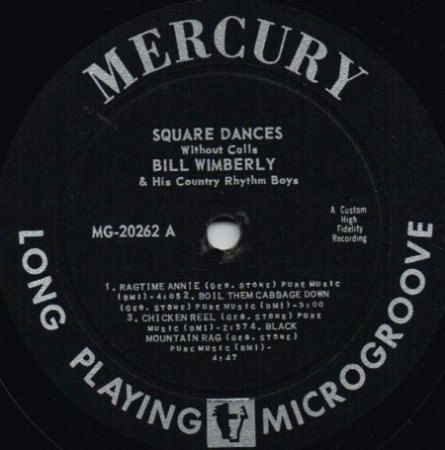 MERCURY
SQUARE DANCES
Without Calls
BILL WIMBERLY
& His Country Rhythm Boys
MG-20262 A
A Custom
High
Fidelity
Recording
1. RAGTIME ANNIE (GEO. STONE) PURE MUSIC
(BMI)-4:052. BOIL THEM CABBAGE DOWN
(GEO. STONE) PURE MUSIC (BMI)-3:00
3. CHICKEN REEL (GEO. STONE) PURE
MUSIC (BMI)-2:574. BLACK
MOUNTAIN RAG (GEO. STONE)
PURE MUSIC (BMI)-
4:47
LONG PLAYING MICROGROOVE